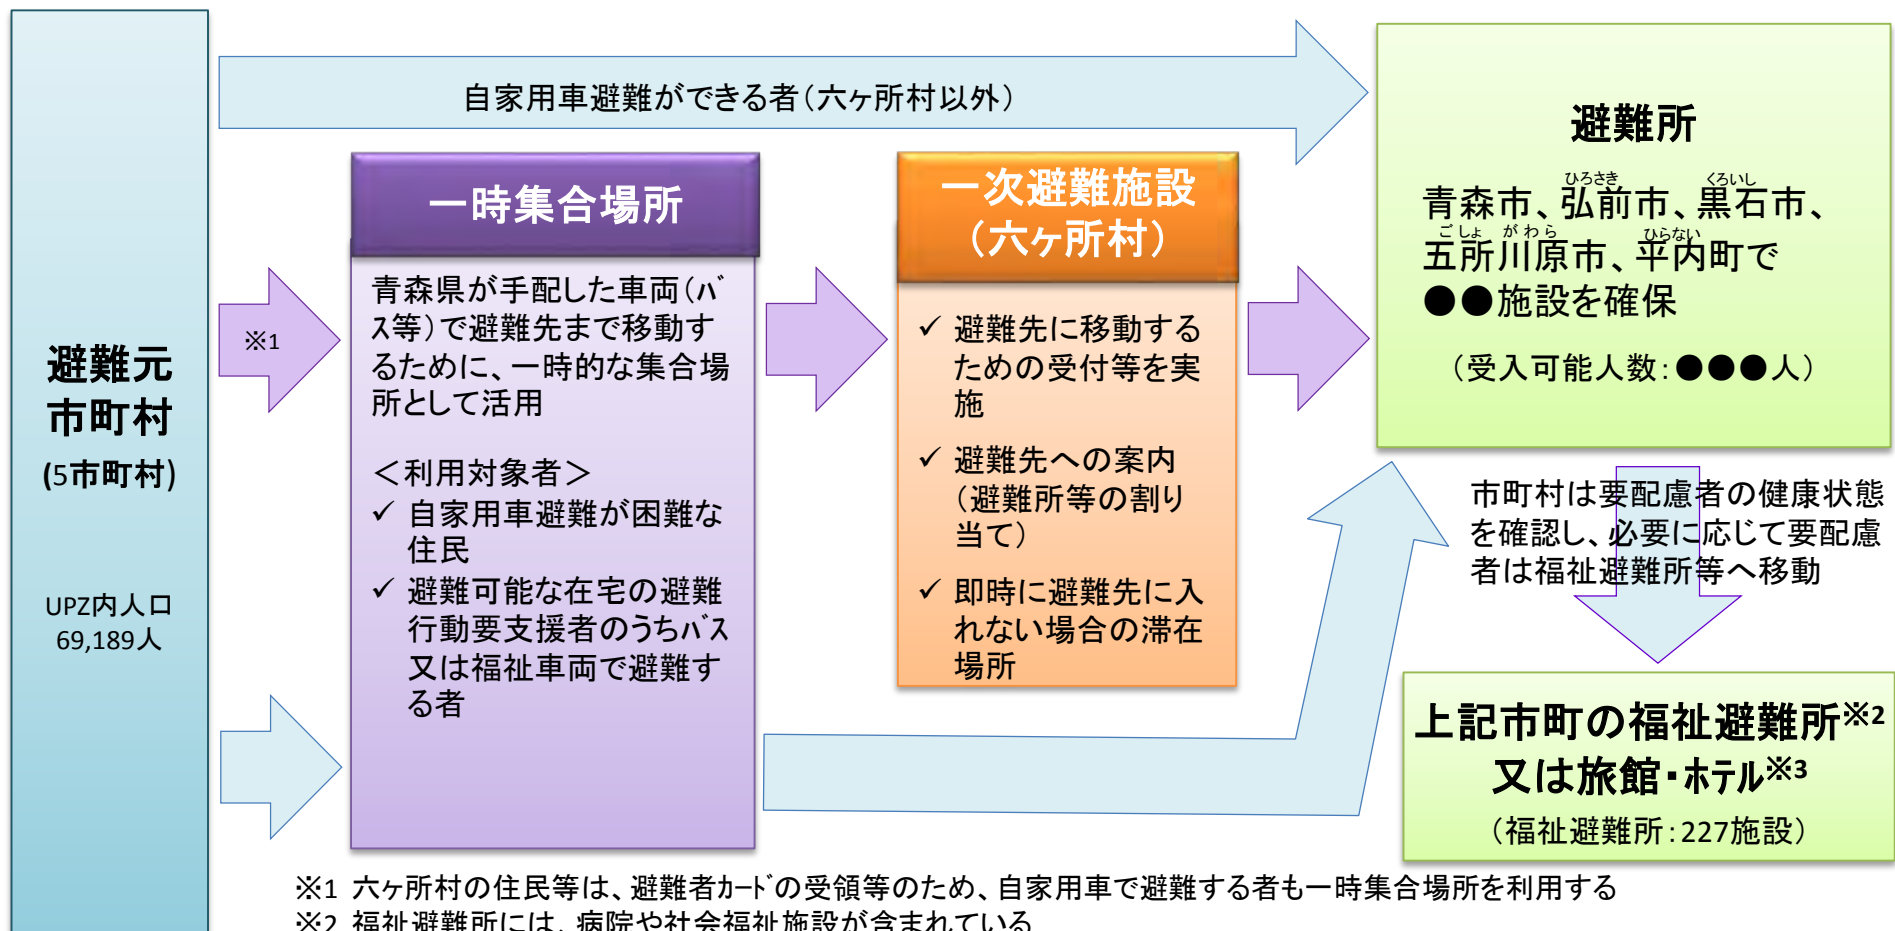 避難元
市町村
(5市町村)
UPZ内人口
69,189人
自家用車避難ができる者(六ヶ所村以外)
※1
一時集合場所
青森県が手配した車両(バ
ス等)で避難先まで移動す
るために、一時的な集合場
所として活用
＜利用対象者＞
✓ 自家用車避難が困難な
住民
✓ 避難可能な在宅の避難
行動要支援者のうちバス
又は福祉車両で避難す
る者
一次避難施設
(六ヶ所村)
✓ 避難先に移動する
ための受付等を実
施
✓ 避難先への案内
(避難所等の割り
当て)
✓ 即時に避難先に入
れない場合の滞在
場所
避難所
ひろさき くろいし
青森市、弘前市、黒石市、
ごしょ がわら ひらない
五所川原市、平内町で
●●施設を確保
(受入可能人数:●●●人)
市町村は要配慮者の健康状態
を確認し、必要に応じて要配慮
者は福祉避難所等へ移動
上記市町の福祉避難所※2
又は旅館・ホテル※3
(福祉避難所:227施設)
※1 六ヶ所村の住民等は、避難者カードの受領等のため、自家用車で避難する者も一時集合場所を利用する
※2 福祉避難所には、病院や社会福祉施設が含まれている